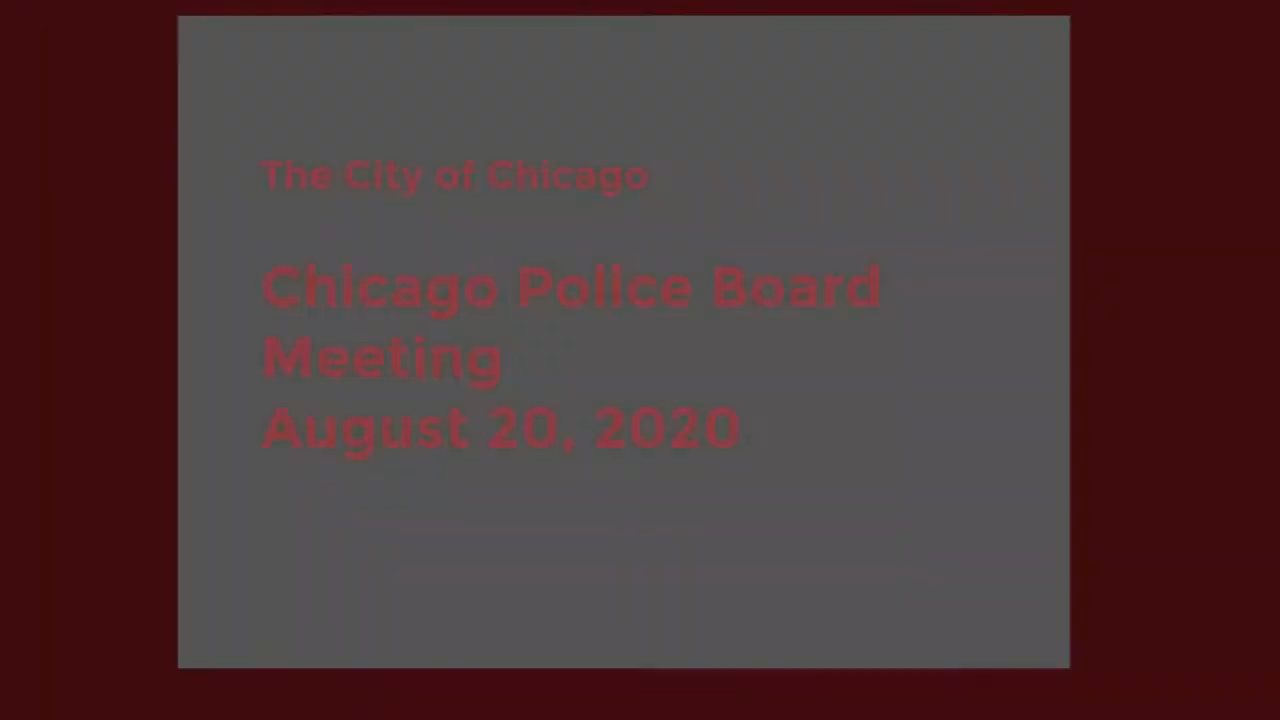 The City of Chicago
Chicago Police Board
Meeting
August 20, 2020